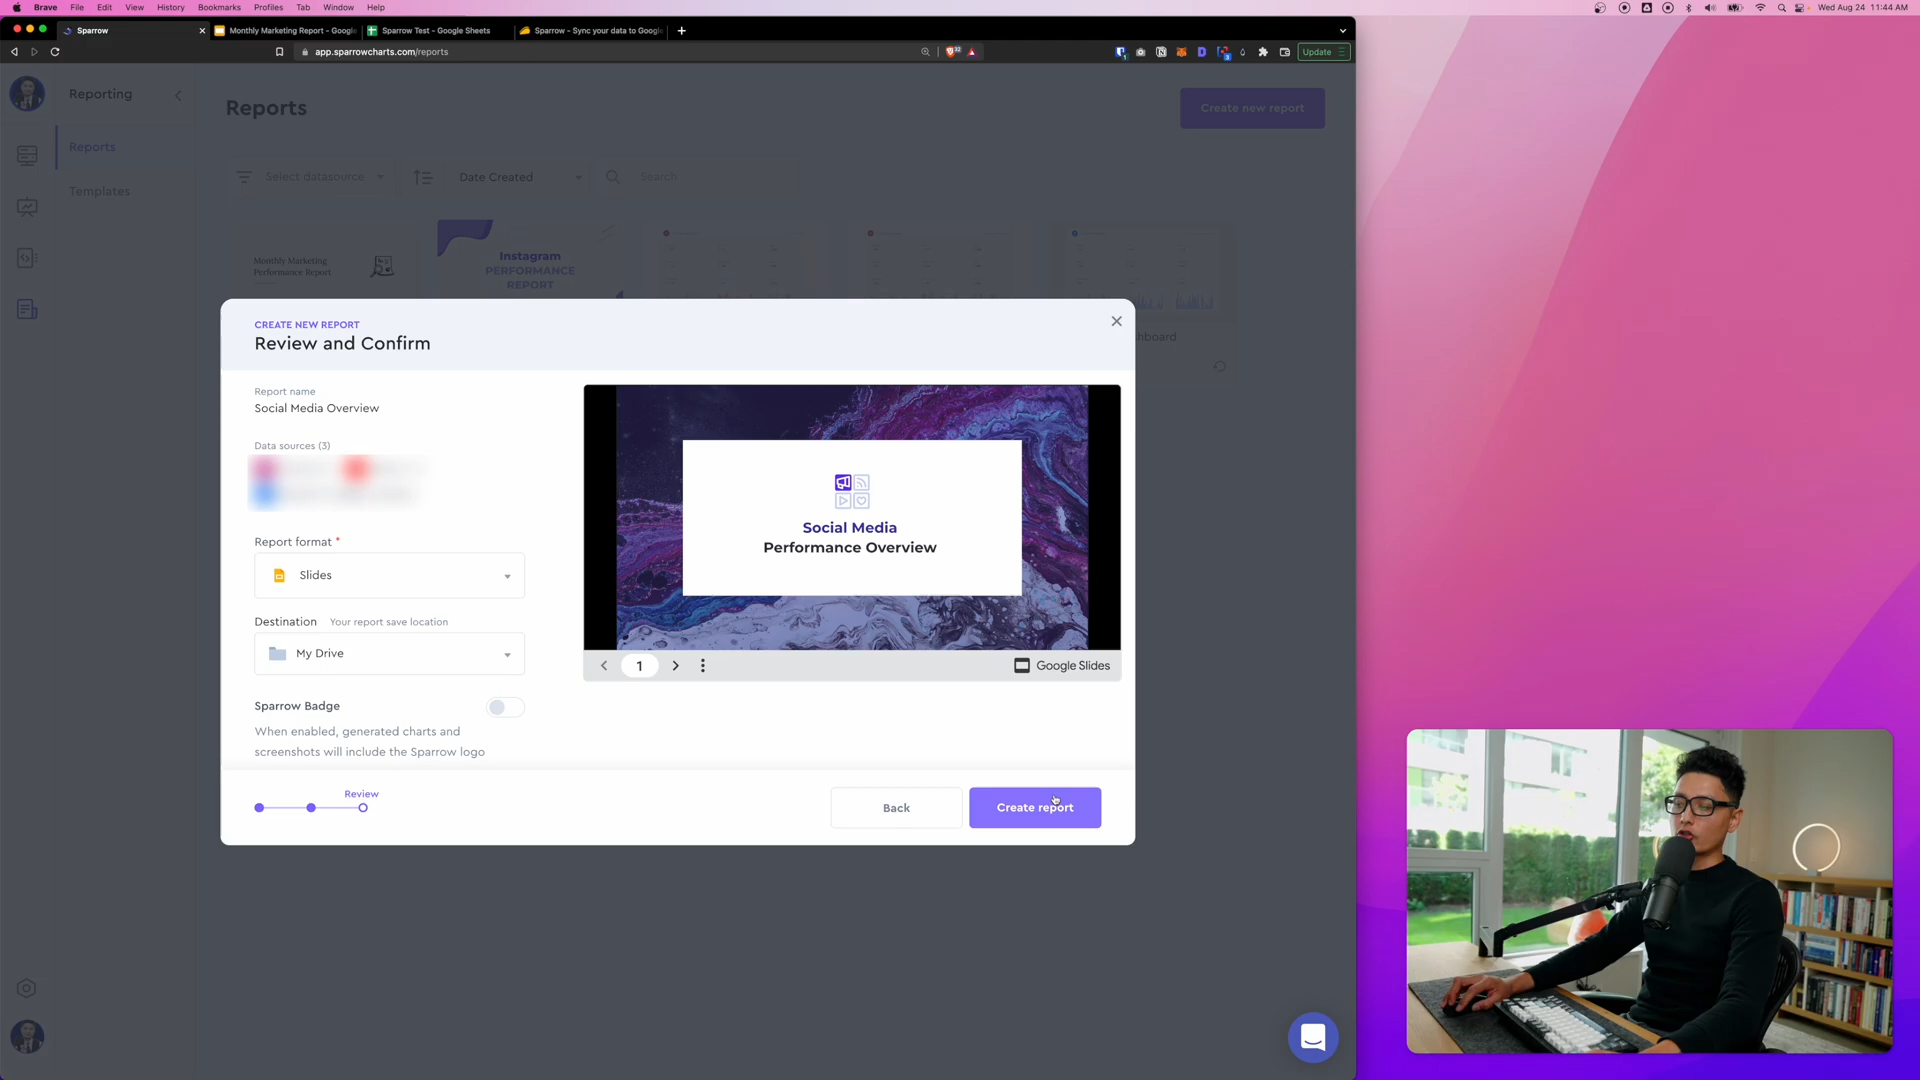 Brave File Edit View History Bookmarks Profiles Tab Window Help
Wed Aug 24 11:44 AM
Sparrow
Monthly Marketing Report - Google
Sparrow Test - Google Sheets
Sparrow - Sync your data to Googl
app.sparrowcharts.com/reports
Update
Reporting
Reports
Create new report
Reports
Templates
Select datasource
Date Created
Search
Monthly Marketing
Performance Report
Instagram
PERFORMANCE
REPORT
hboard
CREATE NEW REPORT
Review and Confirm
Report name
Social Media Overview
Data sources (3)
Report format *
Slides
Destination Your report save location
My Drive
Sparrow Badge
When enabled, generated charts and
screenshots will include the Sparrow logo
Social Media
Performance Overview
1
Google Slides
Review
Back
Create report